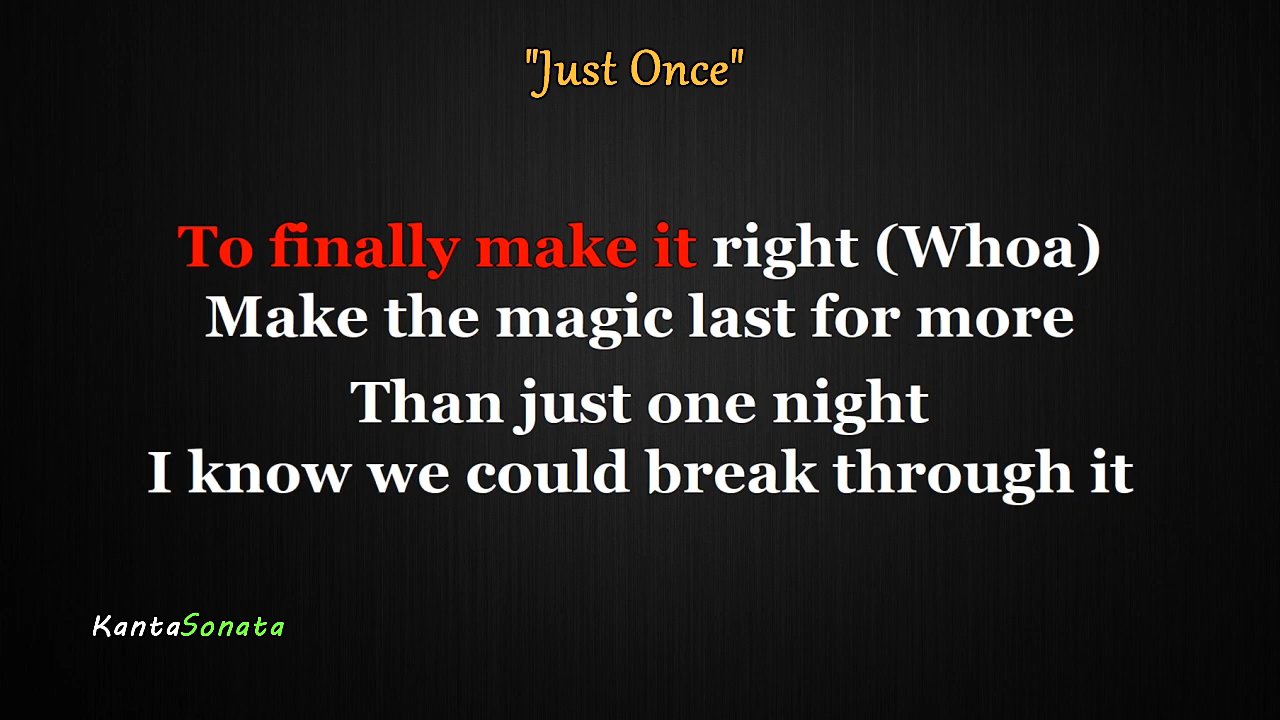 "Just Once"
To finally make it right (Whoa)
Make the magic last for more
Than just one night
I know we could break through it
KantaSonata